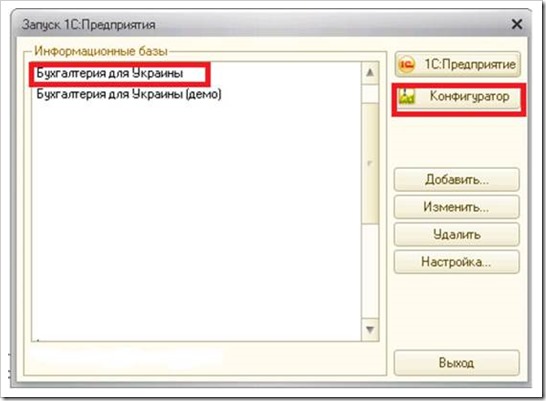 Запуск 1С:Предприятия
Информационные базы
Бухгалтерия для Украины
Бухгалтерия для Украины (демо)
1С:Предприятие
Конфигуратор
Добавить...
Изменить...
Удалить
Настройка...
Выход